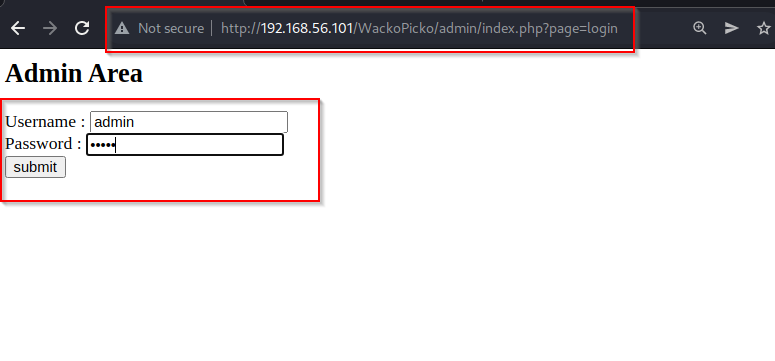 Not secure http://192.168.56.101/WackoPicko/admin/index.php?page=login
Admin Area
Username : admin
Password : •••••
submit